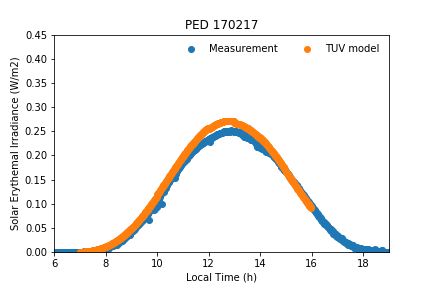 PED 170217
Measurement
TUV model
Solar Erythemal Irradiance (W/m2)
0.45
0.40
0.35
0.30
0.25
0.20
0.15
0.10
0.05
0.00
6 8 10 12 14 16 18
Local Time (h)